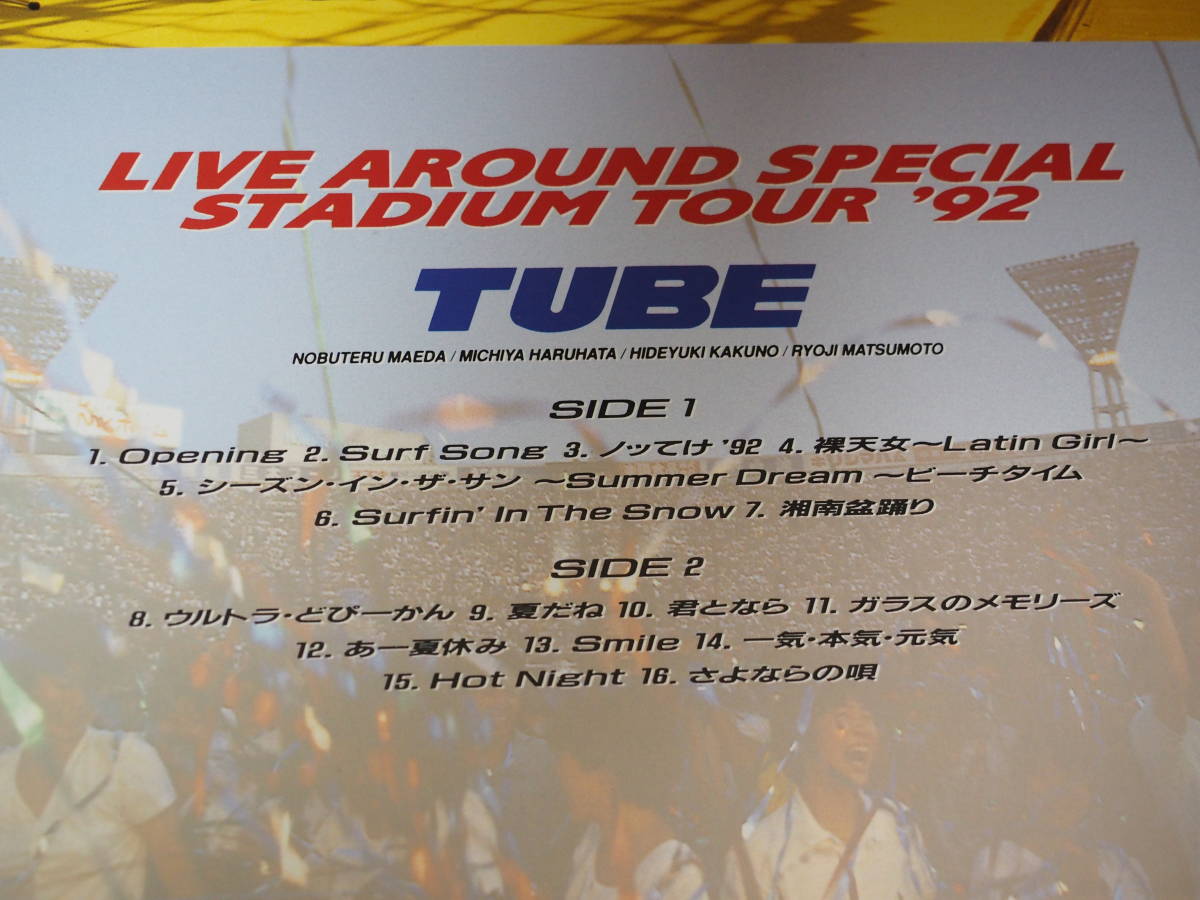 LIVE AROUND SPECIAL
STADIUM TOUR '92
TUBE
NOBUTERU MAEDA / MICHIYA HARUHATA / HIDEYUKI KAKUNO / RYOJI MATSUMOTO
SIDE 1
1. Opening 2. Surf Song 3. ノッてけ '92 4. 裸天女～Latin Girl～
5. シーズン・イン・ザ・サン ～Summer Dream ～ビーチタイム
6. Surfin' In The Snow 7. 湘南盆踊り
SIDE 2
8. ウルトラ・どびーかん 9. 夏だね 10. 君となら 11. ガラスのメモリーズ
12. あー夏休み 13. Smile 14. 一気・本気・元気
15. Hot Night 16. さよならの唄